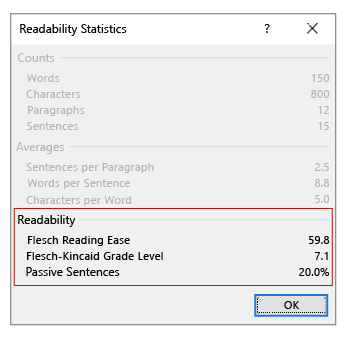 Readability Statistics ? ×
Counts
Words 150
Characters 800
Paragraphs 12
Sentences 15
Averages
Sentences per Paragraph 2.5
Words per Sentence 8.8
Characters per Word 5.0
Readability
Flesch Reading Ease 59.8
Flesch-Kincaid Grade Level 7.1
Passive Sentences 20.0%
OK